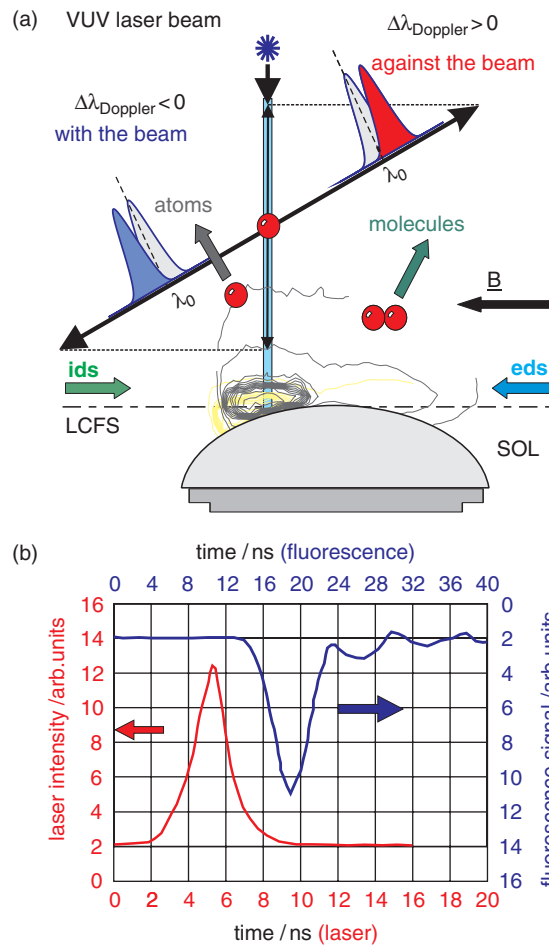 (a) VUV laser beam
ΔλDoppler > 0
against the beam
ΔλDoppler < 0
with the beam
λ0
atoms
molecules
λ0
B
ids
eds
LCFS
SOL
(b)
time / ns (fluorescence)
0 4 8 12 16 20 24 28 32 36 40
16 14 12 10 8 6 4 2 0
laser intensity /arb.units
0 2 4 6 8 10 12 14 16
fluorescence signal /arb.units
0 2 4 6 8 10 12 14 16 18 20
time / ns (laser)